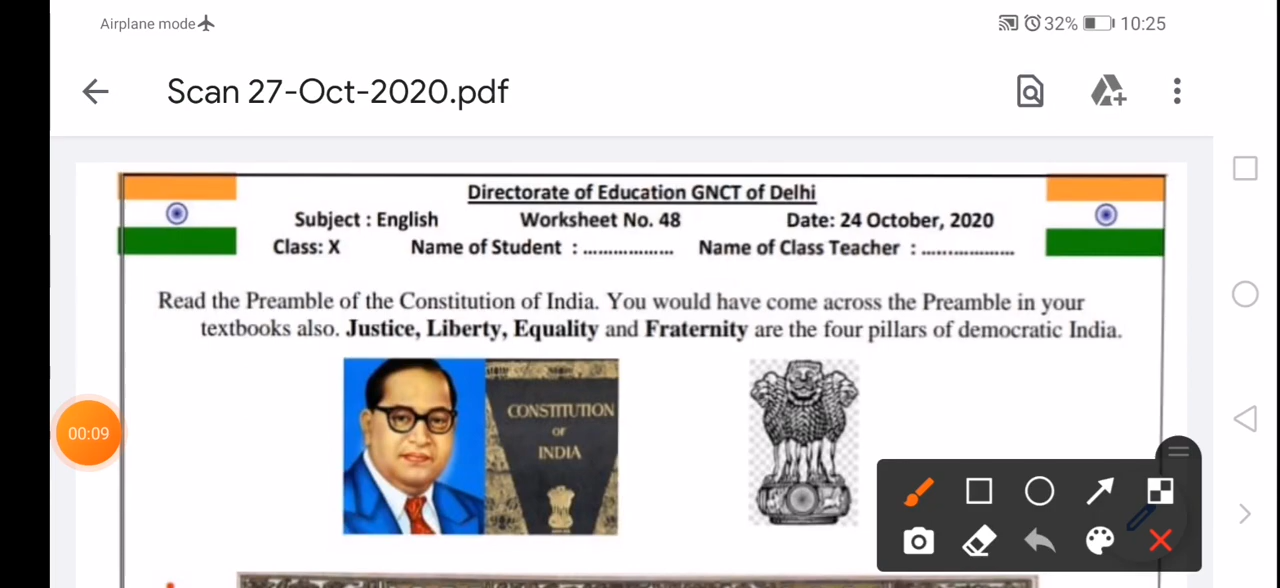 Airplane mode 32% 10:25
Scan 27-Oct-2020.pdf
Directorate of Education GNCT of Delhi
Subject : English Worksheet No. 48 Date: 24 October, 2020
Class: X Name of Student : .................. Name of Class Teacher : ..................
Read the Preamble of the Constitution of India. You would have come across the Preamble in your
textbooks also. Justice, Liberty, Equality and Fraternity are the four pillars of democratic India.
CONSTITUTION
OF
INDIA
00:09